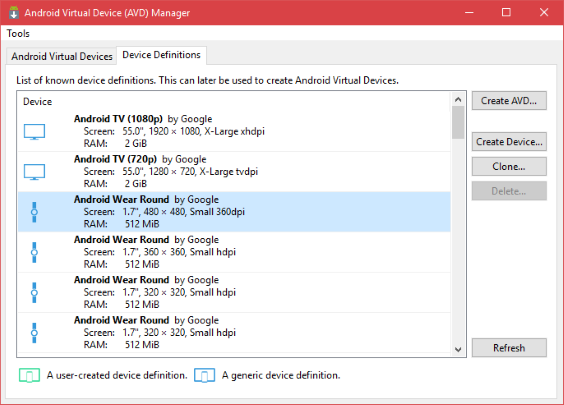 Android Virtual Device (AVD) Manager
Tools
Android Virtual Devices
Device Definitions
List of known device definitions. This can later be used to create Android Virtual Devices.
Device
Android TV (1080p) by Google
Screen: 55.0", 1920 × 1080, X-Large xhdpi
RAM: 2 GiB
Android TV (720p) by Google
Screen: 55.0", 1280 × 720, X-Large tvdpi
RAM: 2 GiB
Android Wear Round by Google
Screen: 1.7", 480 × 480, Small 360dpi
RAM: 512 MiB
Android Wear Round by Google
Screen: 1.7", 360 × 360, Small hdpi
RAM: 512 MiB
Android Wear Round by Google
Screen: 1.7", 320 × 320, Small hdpi
RAM: 512 MiB
Android Wear Round by Google
Screen: 1.7", 320 × 320, Small hdpi
RAM: 512 MiB
Create AVD...
Create Device...
Clone...
Delete...
Refresh
A user-created device definition.
A generic device definition.